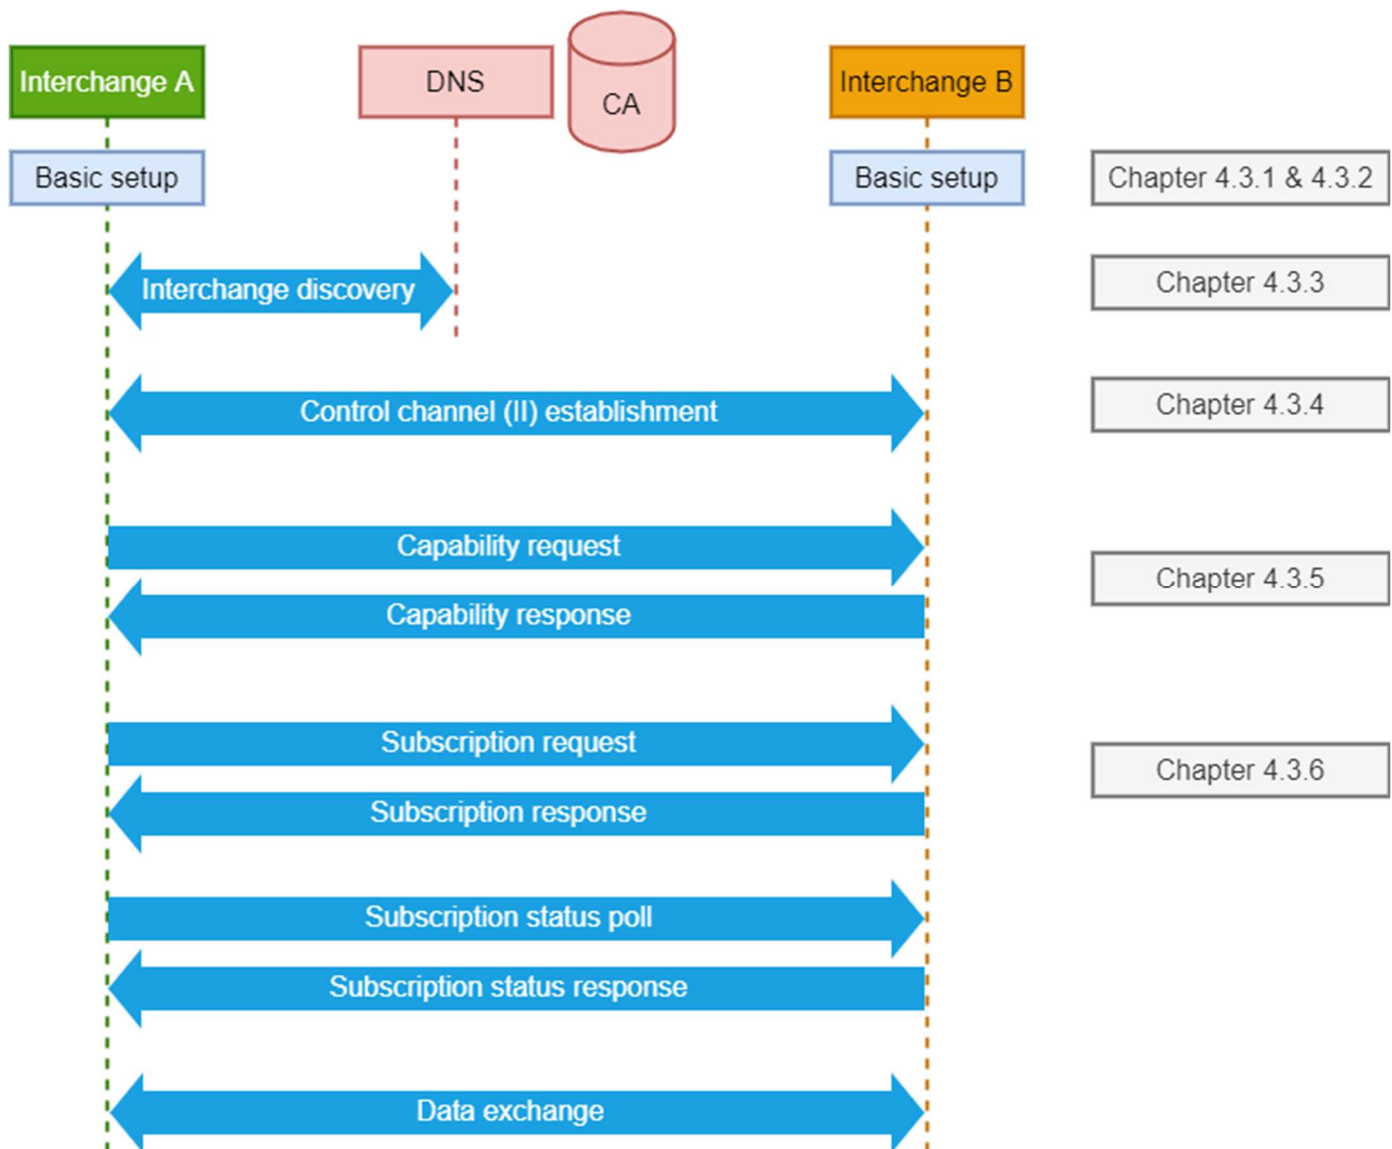 Interchange A
DNS
CA
Interchange B
Basic setup
Basic setup
Chapter 4.3.1 & 4.3.2
Interchange discovery
Chapter 4.3.3
Control channel (II) establishment
Chapter 4.3.4
Capability request
Chapter 4.3.5
Capability response
Subscription request
Chapter 4.3.6
Subscription response
Subscription status poll
Subscription status response
Data exchange